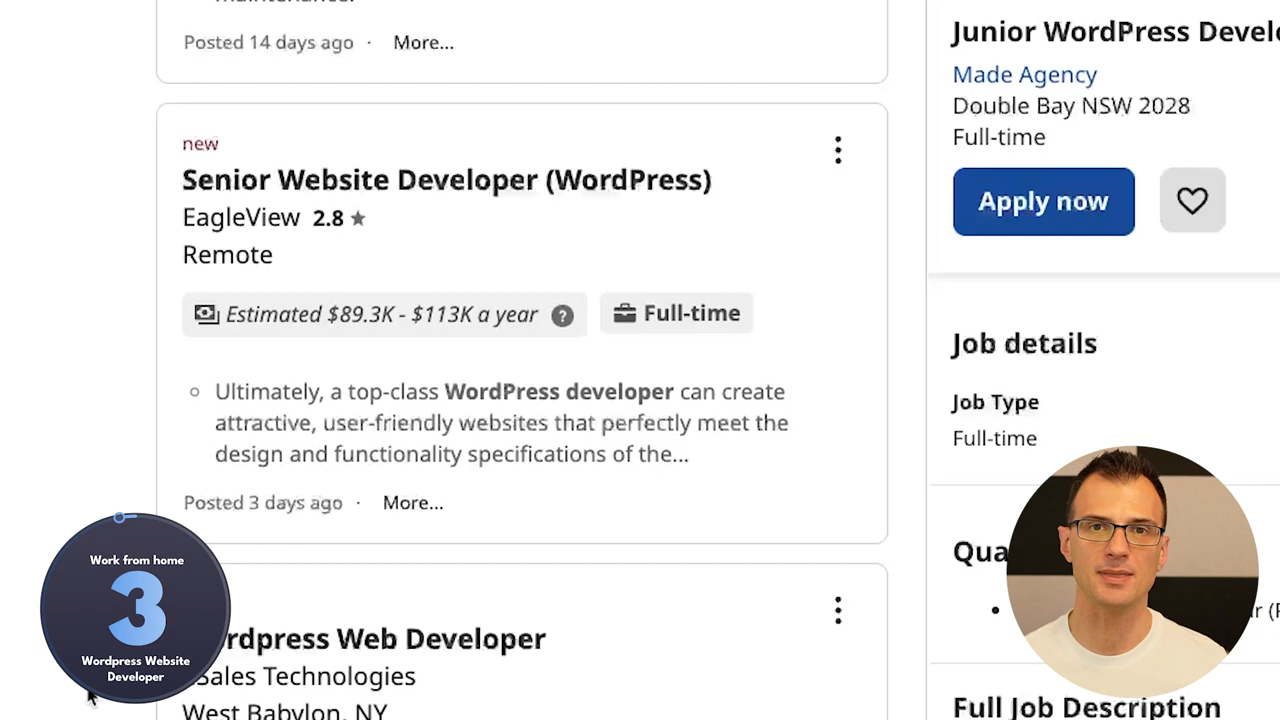 maintenance.
Posted 14 days ago · More...
new
Senior Website Developer (WordPress)
EagleView 2.8 ★
Remote
Estimated $89.3K - $113K a year ?
Full-time
Ultimately, a top-class WordPress developer can create
attractive, user-friendly websites that perfectly meet the
design and functionality specifications of the...
Posted 3 days ago · More...
Web Developer
Technologies
West Babylon, NY
Work from home
3
Wordpress Website
Developer
Junior WordPress
Made Agency
Double Bay NSW 2028
Full-time
Apply now
Job details
Job Type
Full-time
Full Job Description